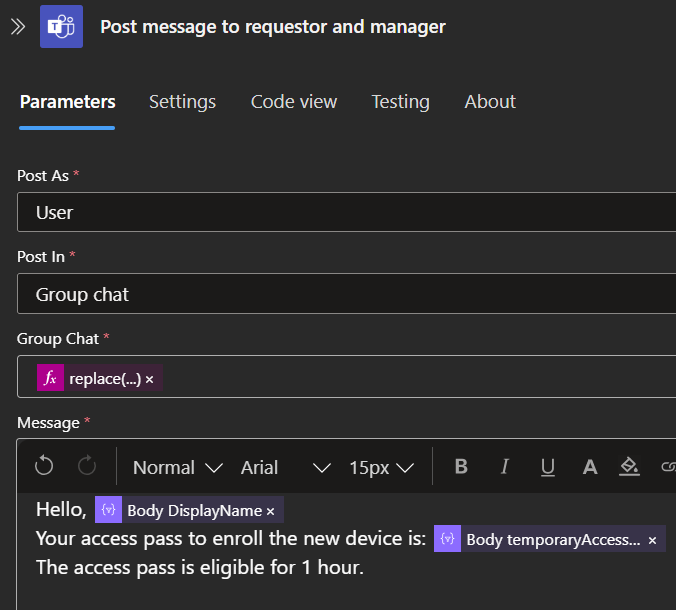 Post message to requestor and manager
Parameters Settings Code view Testing About
Post As *
User
Post In *
Group chat
Group Chat *
fx replace(...) ×
Message *
Normal Arial 15px B I U A
Hello, {v} Body DisplayName ×
Your access pass to enroll the new device is: {v} Body temporaryAccess... ×
The access pass is eligible for 1 hour.